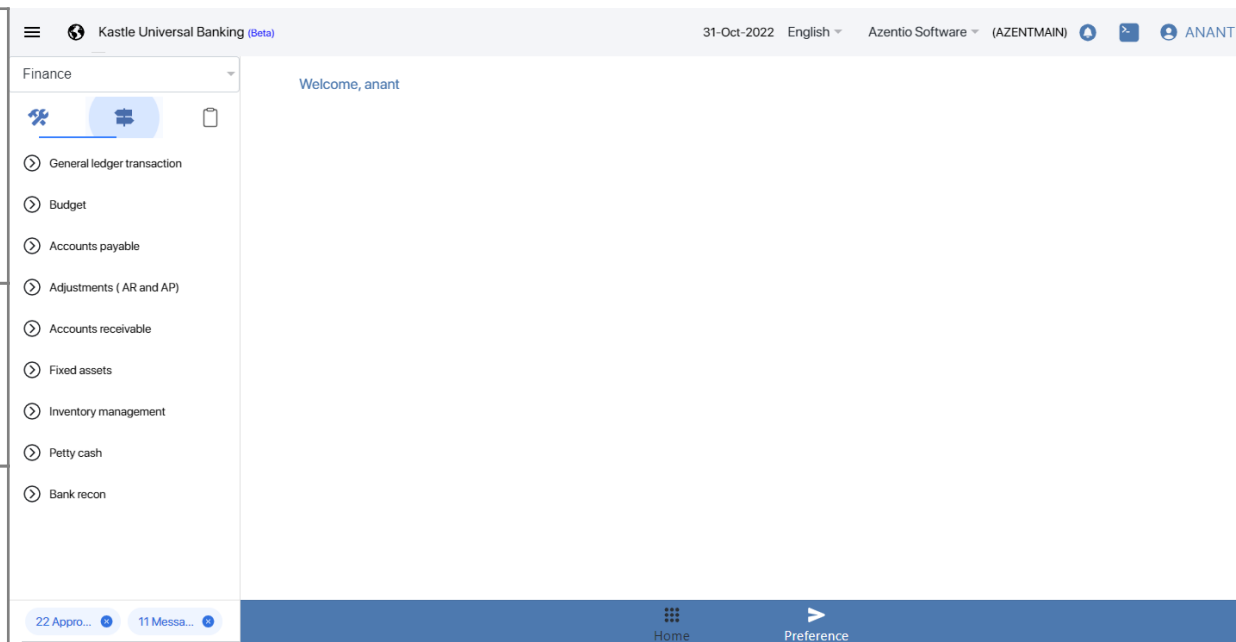 Kastle Universal Banking (Beta) 31-Oct-2022 English Azentio Software (AZENTMAIN) ANANT
Finance
Welcome, anant
General ledger transaction
Budget
Accounts payable
Adjustments ( AR and AP)
Accounts receivable
Fixed assets
Inventory management
Petty cash
Bank recon
22 Appro... 11 Messa...
Home Preference